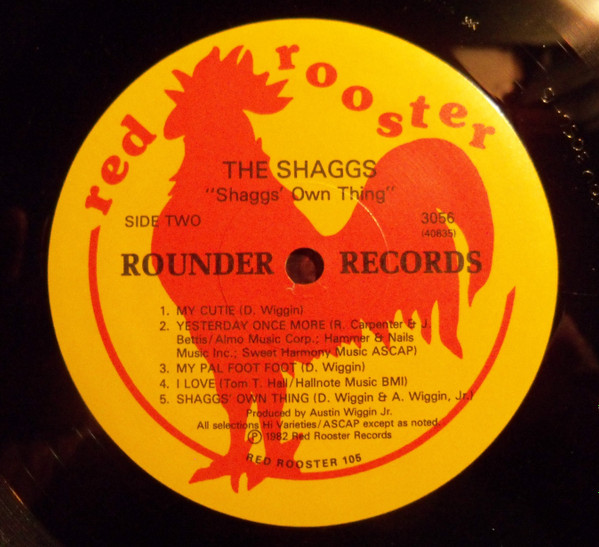 red rooster
THE SHAGGS
"Shaggs' Own Thing"
SIDE TWO
3056
(40835)
ROUNDER RECORDS
1. MY CUTIE (D. Wiggin)
2. YESTERDAY ONCE MORE (R. Carpenter & J.
Bettis/Almo Music Corp.; Hammer & Nails
Music Inc.; Sweet Harmony Music ASCAP)
3. MY PAL FOOT FOOT (D. Wiggin)
4. I LOVE (Tom T. Hall/Hallnote Music BMI)
5. SHAGGS' OWN THING (D. Wiggin & A. Wiggin, Jr.)
Produced by Austin Wiggin Jr.
All selections Hi Varieties/ASCAP except as noted.
℗ 1982 Red Rooster Records
RED ROOSTER 105